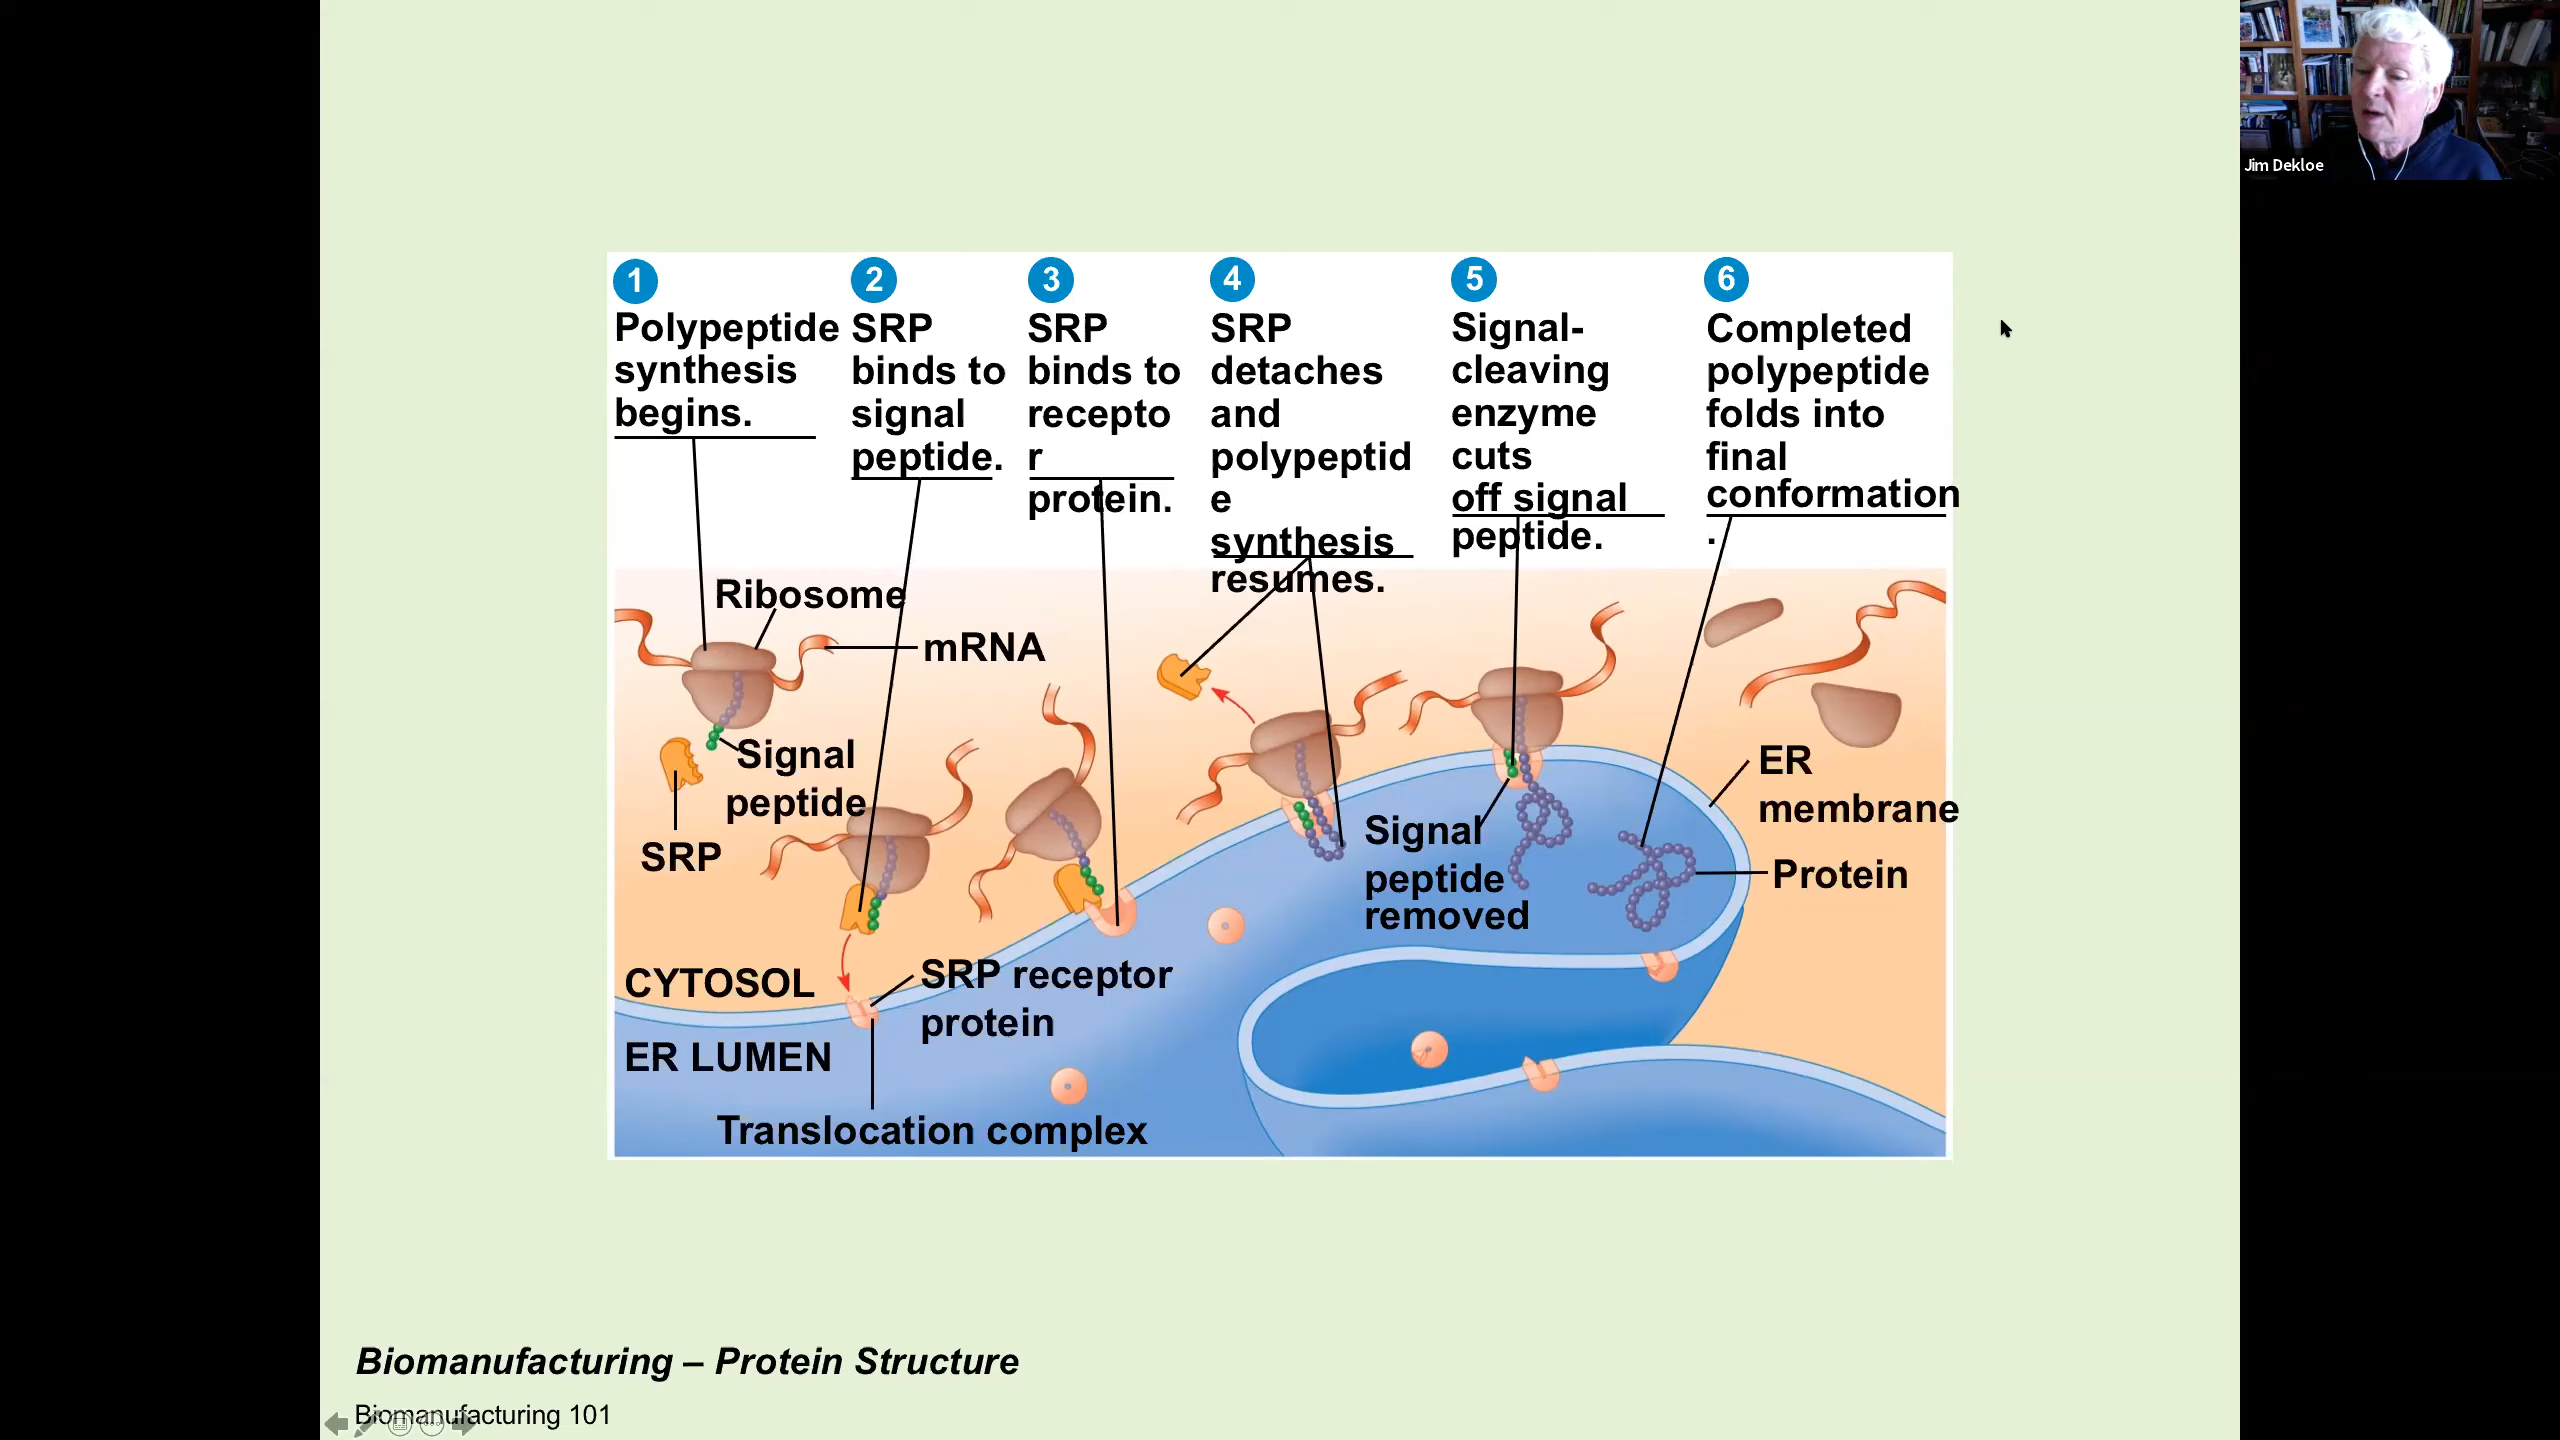 Jim Dekloe
1
Polypeptide
synthesis
begins.
2
SRP
binds to
signal
peptide.
3
SRP
binds to
recepto
r
protein.
4
SRP
detaches
and
polypeptid
e
synthesis
resumes.
5
Signal-
cleaving
enzyme
cuts
off signal
peptide.
6
Completed
polypeptide
folds into
final
conformation
.
Ribosome
mRNA
Signal
peptide
SRP
ER
membrane
Signal
peptide
removed
Protein
CYTOSOL
SRP receptor
protein
ER LUMEN
Translocation complex
Biomanufacturing – Protein Structure
Biomanufacturing 101